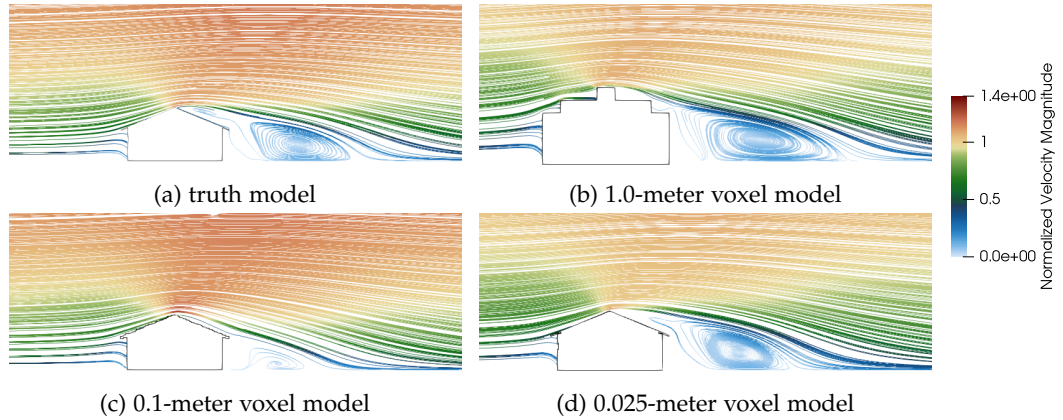 (a) truth model
(b) 1.0-meter voxel model
(c) 0.1-meter voxel model
(d) 0.025-meter voxel model
1.4e+00
1
0.5
0.0e+00
Normalized Velocity Magnitude